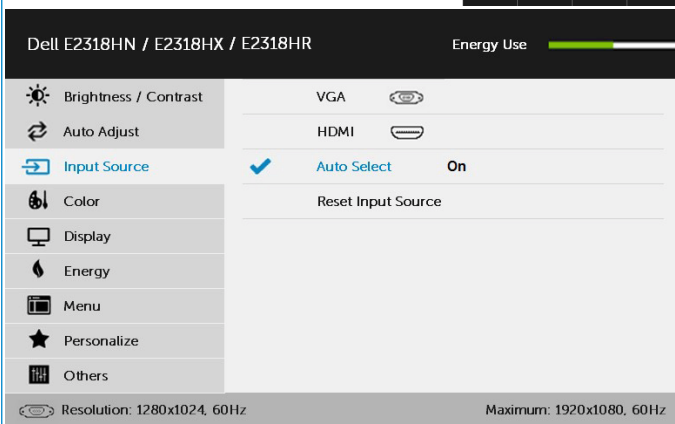 Dell E2318HN / E2318HX / E2318HR Energy Use
Brightness / Contrast VGA
Auto Adjust HDMI
Input Source Auto Select On
Color Reset Input Source
Display
Energy
Menu
Personalize
Others
Resolution: 1280x1024, 60Hz Maximum: 1920x1080, 60Hz